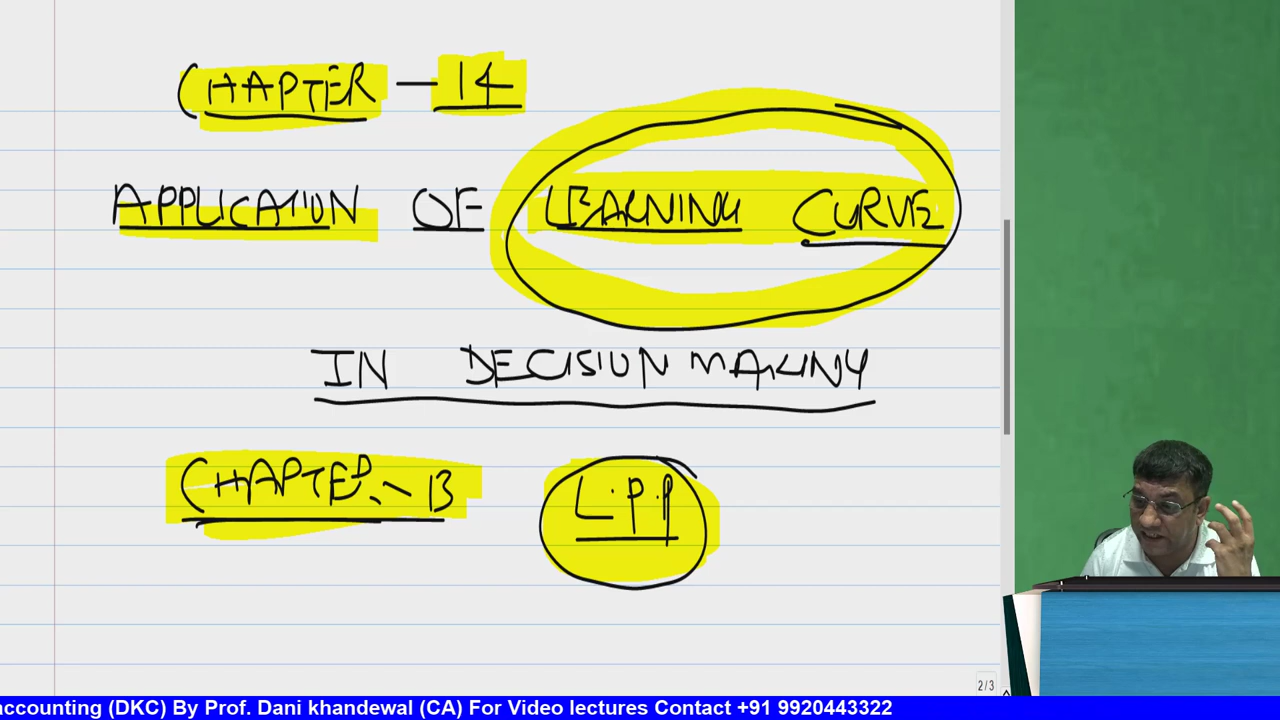 CHAPTER - 14
APPLICATION OF LEARNING CURVE
IN DECISION MAKING
CHAPTER - 13 L.P.P
2/3
accounting (DKC) By Prof. Dani khandewal (CA) For Video lectures Contact +91 9920443322